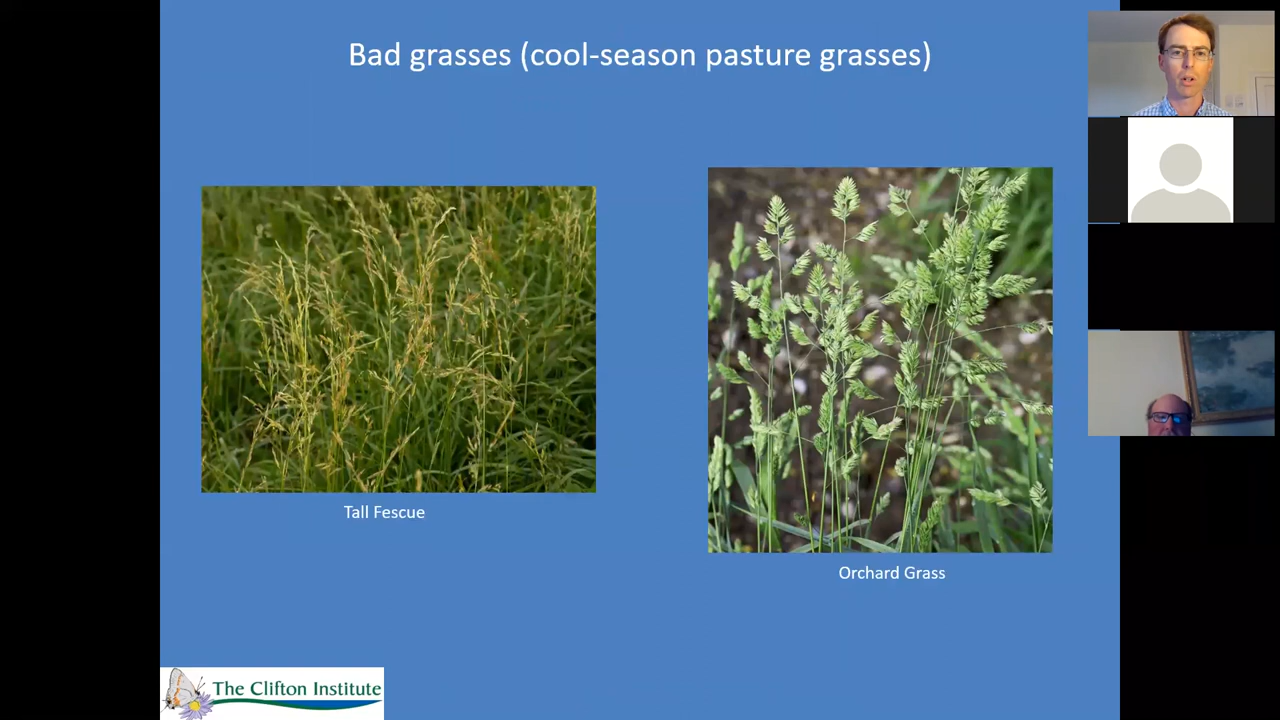 Bad grasses (cool-season pasture grasses)
Tall Fescue
Orchard Grass
The Clifton Institute